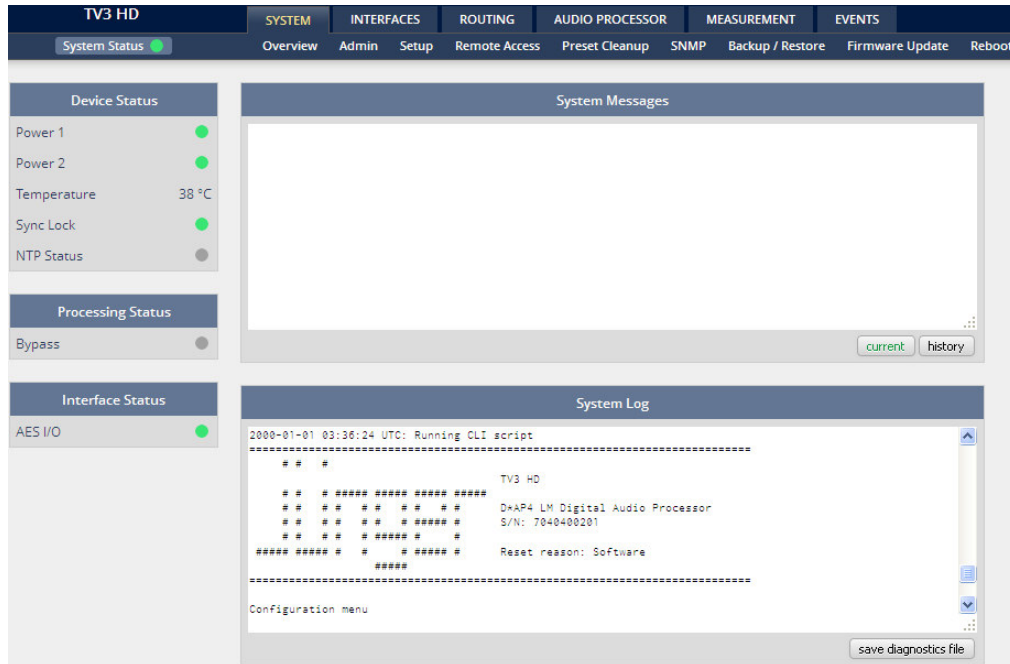 TV3 HD
SYSTEM INTERFACES ROUTING AUDIO PROCESSOR MEASUREMENT EVENTS
System Status
Overview Admin Setup Remote Access Preset Cleanup SNMP Backup / Restore Firmware Update Reboot
Device Status
Power 1
Power 2
Temperature 38 °C
Sync Lock
NTP Status
Processing Status
Bypass
Interface Status
AES I/O
System Messages
current history
System Log
2000-01-01 03:36:24 UTC: Running CLI script
TV3 HD
D*AP4 LM Digital Audio Processor
S/N: 7040400201
Reset reason: Software
Configuration menu
save diagnostics file